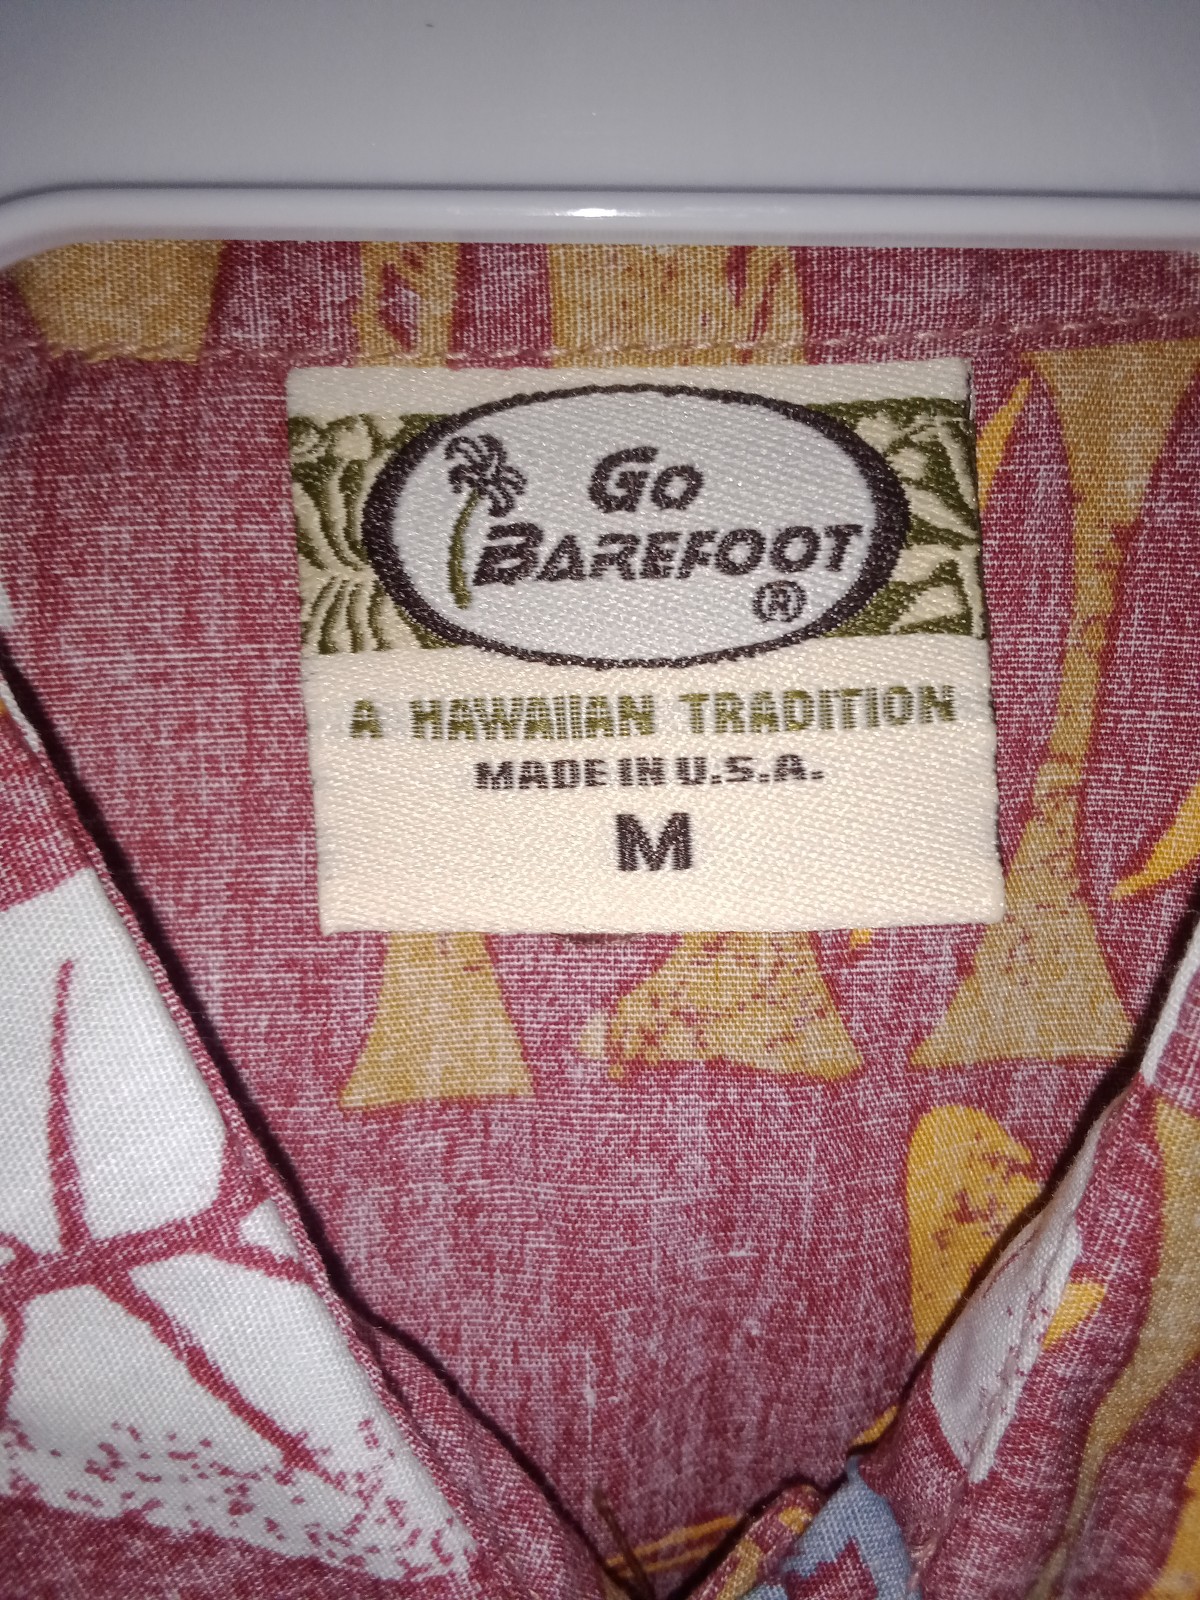 Go
BAREFOOT
®
A HAWAIIAN TRADITION
MADE IN U.S.A.
M